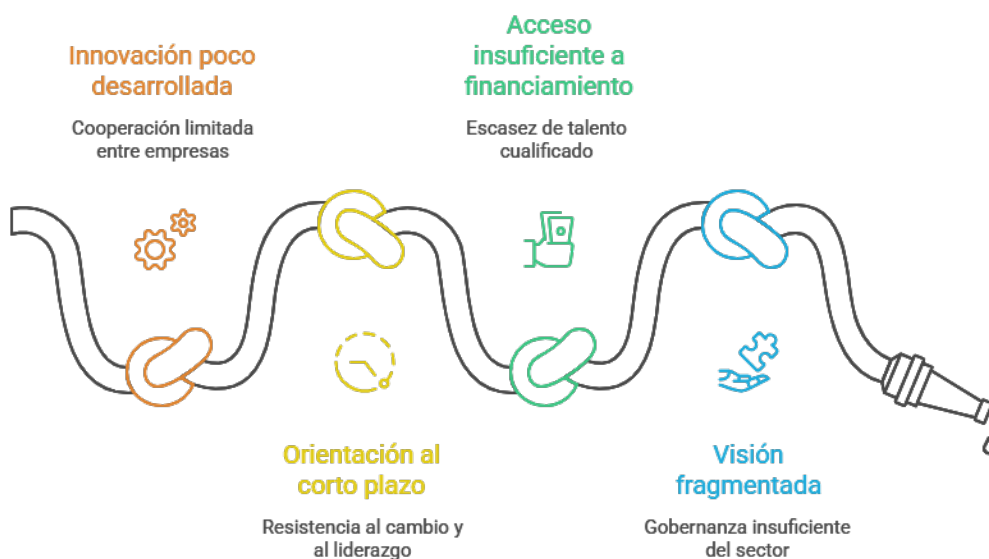 Innovación poco
desarrollada
Cooperación limitada
entre empresas
Acceso
insuficiente a
financiamiento
Escasez de talento
cualificado
Orientación al
corto plazo
Resistencia al cambio y
al liderazgo
Visión
fragmentada
Gobernanza insuficiente
del sector